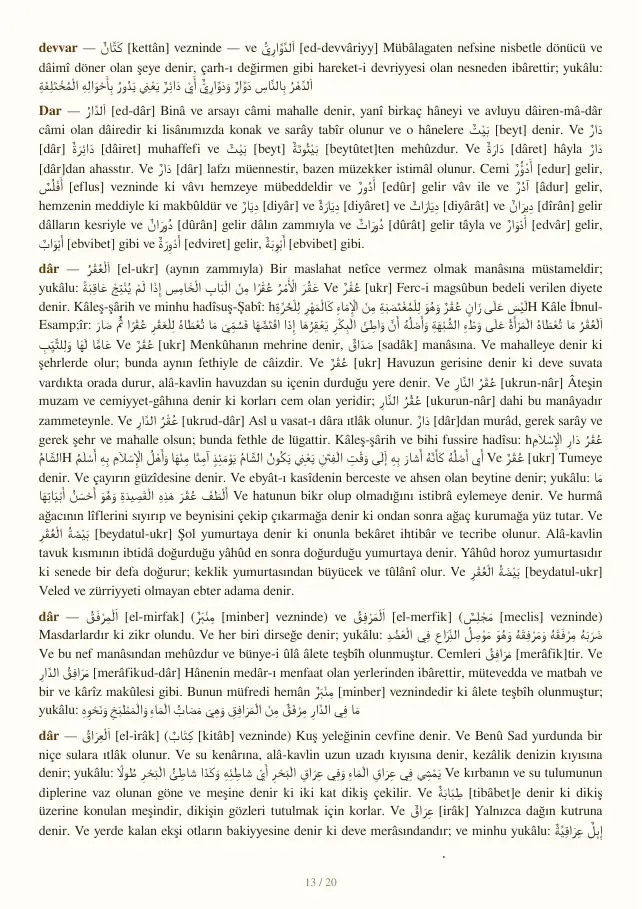 devvar — كَتَّانٌ [kettân] vezninde — ve اَلدَّوَّارِيُّ [ed-devvâriyy] Mübâlagaten nefsine nisbetle dönücü ve
dâimî döner olan şeye denir, çarh-ı değirmen gibi hareket-i devriyyesi olan nesneden ibârettir; yukâlu:
اَلدَّهْرُ بِالنَّاسِ دَوَّارٌ وَدَوَّارِيٌّ أَيْ دَائِرٌ يَعْنِي يَدُورُ بِأَحْوَالِهِ الْمُخْتَلِفَةِ
Dar — اَلدَّارُ [ed-dâr] Binâ ve arsayı câmi mahalle denir, yanî birkaç hâneyi ve avluyu dâiren-mâ-dâr
câmi olan dâiredir ki lisânımızda konak ve sarây tabîr olunur ve o hânelere بَيْتٌ [beyt] denir. Ve دَارٌ
[dâr] دَائِرَةٌ [dâiret] muhaffefi ve بَيْتٌ [beyt] بَيْتُوتَةٌ [beytûtet]ten mehûzdur. Ve دَارَةٌ [dâret] hâyla دَارٌ
[dâr]dan ahasstır. Ve دَارٌ [dâr] lafzı müennestir, bazen müzekker istimâl olunur. Cemi أَدْؤُرٌ [edur] gelir,
أَفْلُسٌ [eflus] vezninde ki vâvı hemzeye mübeddeldir ve أَدْوُرٌ [edûr] gelir vâv ile ve آدُرٌ [âdur] gelir,
hemzenin meddiyle ki makbûldür ve دِيَارٌ [diyâr] ve دِيَارَةٌ [diyâret] ve دِيَارَاتٌ [diyârât] ve دِيرَانٌ [dîrân] gelir
dâlların kesriyle ve دُورَانٌ [dûrân] gelir dâlın zammıyla ve دُورَاتٌ [dûrât] gelir tâyla ve أَدْوَارٌ [edvâr] gelir,
أَبْوَابٌ [ebvibet] gibi ve أَدْوِرَةٌ [edviret] gelir, أَبْوِبَةٌ [ebvibet] gibi.
dâr — اَلْعُقْرُ [el-ukr] (aynın zammıyla) Bir maslahat netîce vermez olmak manâsına müstameldir;
yukâlu: عَقَرَ الْأَمْرُ عُقْرًا مِنَ الْبَابِ الْخَامِسِ إِذَا لَمْ يُنْتِجْ عَاقِبَةً Ve عُقْرٌ [ukr] Ferc-i magsûbun bedeli verilen diyete
denir. Kâleş-şârih ve minhu hadîsuş-Şabî: hلَيْسَ عَلَى زَانٍ عُقْرٌ وَهُوَ لِلْمُغْتَصَبَةِ مِنَ الْإِمَاءِ كَالْمَهْرِ لِلْحُرَّةِH Kâle İbnul-
Esamp;îr: اَلْعُقْرُ مَا تُعْطَاهُ الْمَرْأَةُ عَلَى وَطْءِ الشُّبْهَةِ وَأَصْلُهُ أَنَّ وَاطِئَ الْبِكْرِ يَعْقِرُهَا إِذَا افْتَضَّهَا فَسُمِّيَ مَا تُعْطَاهُ لِلْعَقْرِ عُقْرًا ثُمَّ صَارَ
عَامًّا لَهَا وَلِلثَّيِّبِ Ve عُقْرٌ [ukr] Menkûhanın mehrine denir, صَدَاقٌ [sadâk] manâsına. Ve mahalleye denir ki
şehrlerde olur; bunda aynın fethiyle de câizdir. Ve عُقْرٌ [ukr] Havuzun gerisine denir ki deve suvata
vardıkta orada durur, alâ-kavlin havuzdan su içenin durduğu yere denir. Ve عُقْرُ النَّارِ [ukrun-nâr] Âteşin
muzam ve cemiyyet-gâhına denir ki korları cem olan yeridir; عُقُرُ النَّارِ [ukurun-nâr] dahi bu manâyadır
zammeteynle. Ve عُقْرُ الدَّارِ [ukrud-dâr] Asl u vasat-ı dâra ıtlâk olunur. دَارٌ [dâr]dan murâd, gerek sarây ve
gerek şehr ve mahalle olsun; bunda fethle de lügattir. Kâleş-şârih ve bihi fussire hadîsu: hعُقْرُ دَارِ الْإِسْلَامِ
الشَّامُH أَيْ أَصْلُهُ كَأَنَّهُ أَشَارَ بِهِ إِلَى وَقْتِ الْفِتَنِ يَعْنِي يَكُونُ الشَّامُ يَوْمَئِذٍ آمِنًا مِنْهَا وَأَهْلُ الْإِسْلَامِ بِهِ أَسْلَمُ Ve عُقْرٌ [ukr] Tumeye
denir. Ve çayırın güzîdesine denir. Ve ebyât-ı kasîdenin berceste ve ahsen olan beytine denir; yukâlu: مَا
أَلْطَفَ عُقْرَ هَذِهِ الْقَصِيدَةِ وَهُوَ أَحْسَنُ أَبْيَاتِهَا Ve hatunun bikr olup olmadığını istibrâ eylemeye denir. Ve hurmâ
ağacının lîflerini sıyırıp ve beynisini çekip çıkarmağa denir ki ondan sonra ağaç kurumağa yüz tutar. Ve
بَيْضَةُ الْعُقْرِ [beydatul-ukr] Şol yumurtaya denir ki onunla bekâret ihtibâr ve tecribe olunur. Alâ-kavlin
tavuk kısmının ibtidâ doğurduğu yâhûd en sonra doğurduğu yumurtaya denir. Yâhûd horoz yumurtasıdır
ki senede bir defa doğurur; keklik yumurtasından büyücek ve tûlânî olur. Ve بَيْضَةُ الْعُقْرِ [beydatul-ukr]
Veled ve zürriyyeti olmayan ebter adama denir.
dâr — اَلْمِرْفَقُ [el-mirfak] (مِنْبَرٌ [minber] vezninde) ve اَلْمَرْفِقُ [el-merfik] (مَجْلِسٌ [meclis] vezninde)
Masdarlardır ki zikr olundu. Ve her biri dirseğe denir; yukâlu: ضَرَبَهُ مِرْفَقَهُ وَمَرْفِقَهُ وَهُوَ مَوْصِلُ الذِّرَاعِ فِي الْعَضُدِ
Ve bu nef manâsından mehûzdur ve bünye-i ûlâ âlete teşbîh olunmuştur. Cemleri مَرَافِقُ [merâfik]tir. Ve
مَرَافِقُ الدَّارِ [merâfikud-dâr] Hânenin medâr-ı menfaat olan yerlerinden ibârettir, mütevedda ve matbah ve
bir ve kârîz makûlesi gibi. Bunun müfredi hemân مِنْبَرٌ [minber] veznindedir ki âlete teşbîh olunmuştur;
yukâlu: مَا فِي الدَّارِ مِرْفَقٌ مِنَ الْمَرَافِقِ وَهِيَ مَصَابُّ الْمَاءِ وَالْمَطْبَخِ وَنَحْوِهِ
dâr — اَلْعِرَاقُ [el-irâk] (كِتَابٌ [kitâb] vezninde) Kuş yeleğinin cevfine denir. Ve Benû Sad yurdunda bir
niçe sulara ıtlâk olunur. Ve su kenârına, alâ-kavlin uzun uzadı kıyısına denir, kezâlik denizin kıyısına
denir; yukâlu: يَمْشِي فِي عِرَاقِ الْمَاءِ وَفِي عِرَاقِ الْبَحْرِ أَيْ شَاطِئِهِ وَكَذَا شَاطِئُ الْبَحْرِ طُولًا Ve kırbanın ve su tulumunun
diplerine vaz olunan göne ve meşine denir ki iki kat dikiş çekilir. Ve طِبَابَةٌ [tibâbet]e denir ki dikiş
üzerine konulan meşindir, dikişin gözleri tutulmak için korlar. Ve عِرَاقٌ [irâk] Yalnızca dağın kutruna
denir. Ve yerde kalan ekşi otların bakiyyesine denir ki deve merâsındandır; ve minhu yukâlu: إِبِلٌ عِرَاقِيَّةٌ
.
13 / 20